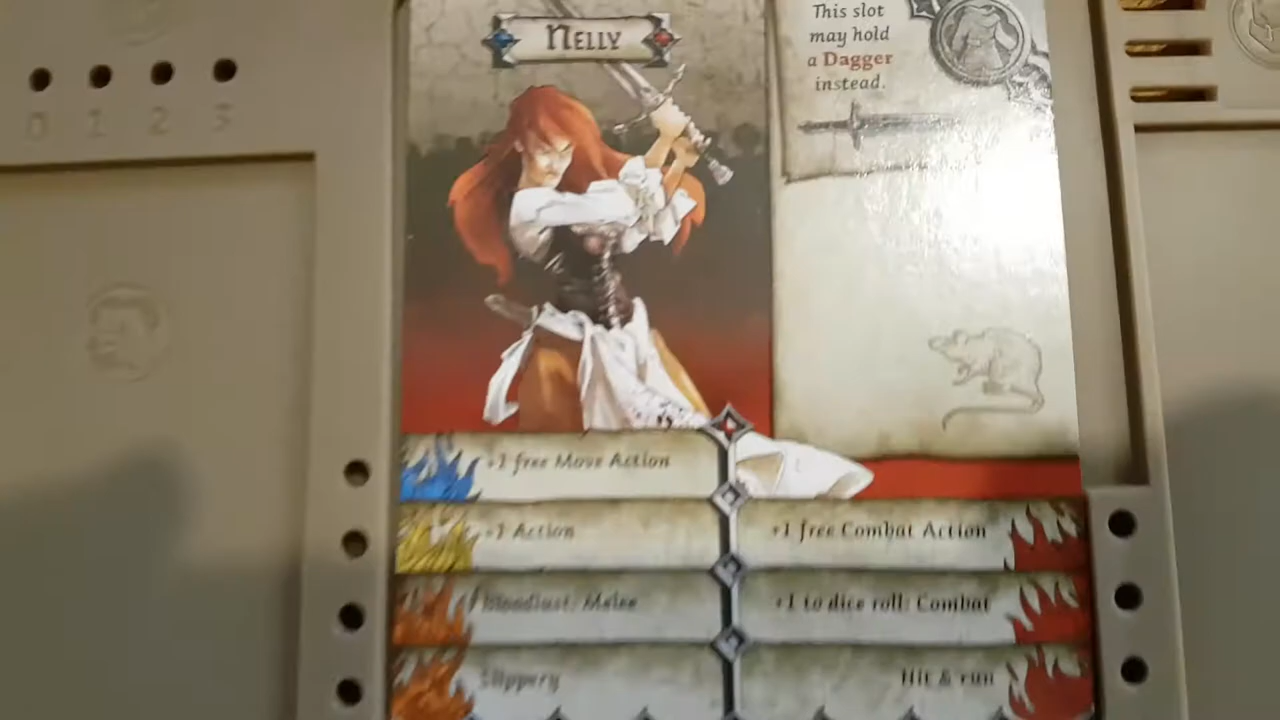 Nelly
This slot
may hold
a Dagger
instead.
0 1 2 3
+1 free Move Action
+1 Action
+1 free Combat Action
Bloodlust: Melee
+1 to dice roll: Combat
Slippery
Hit & run